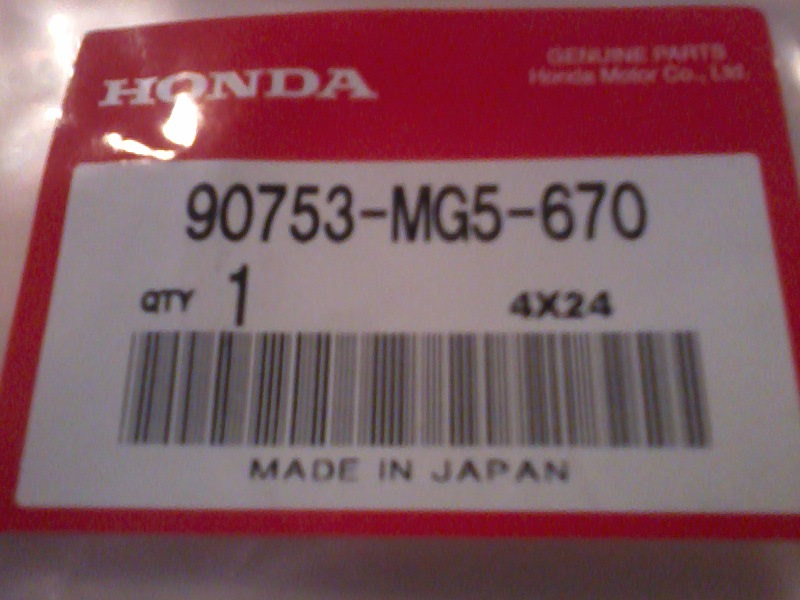 HONDA
GENUINE PARTS
Honda Motor Co., Ltd.
90753-MG5-670
QTY 1 4X24
MADE IN JAPAN